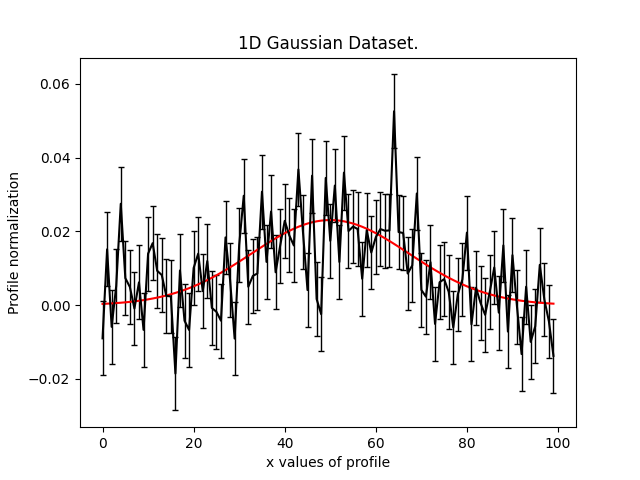 1D Gaussian Dataset.
Profile normalization
0.06
0.04
0.02
0.00
−0.02
0 20 40 60 80 100
x values of profile